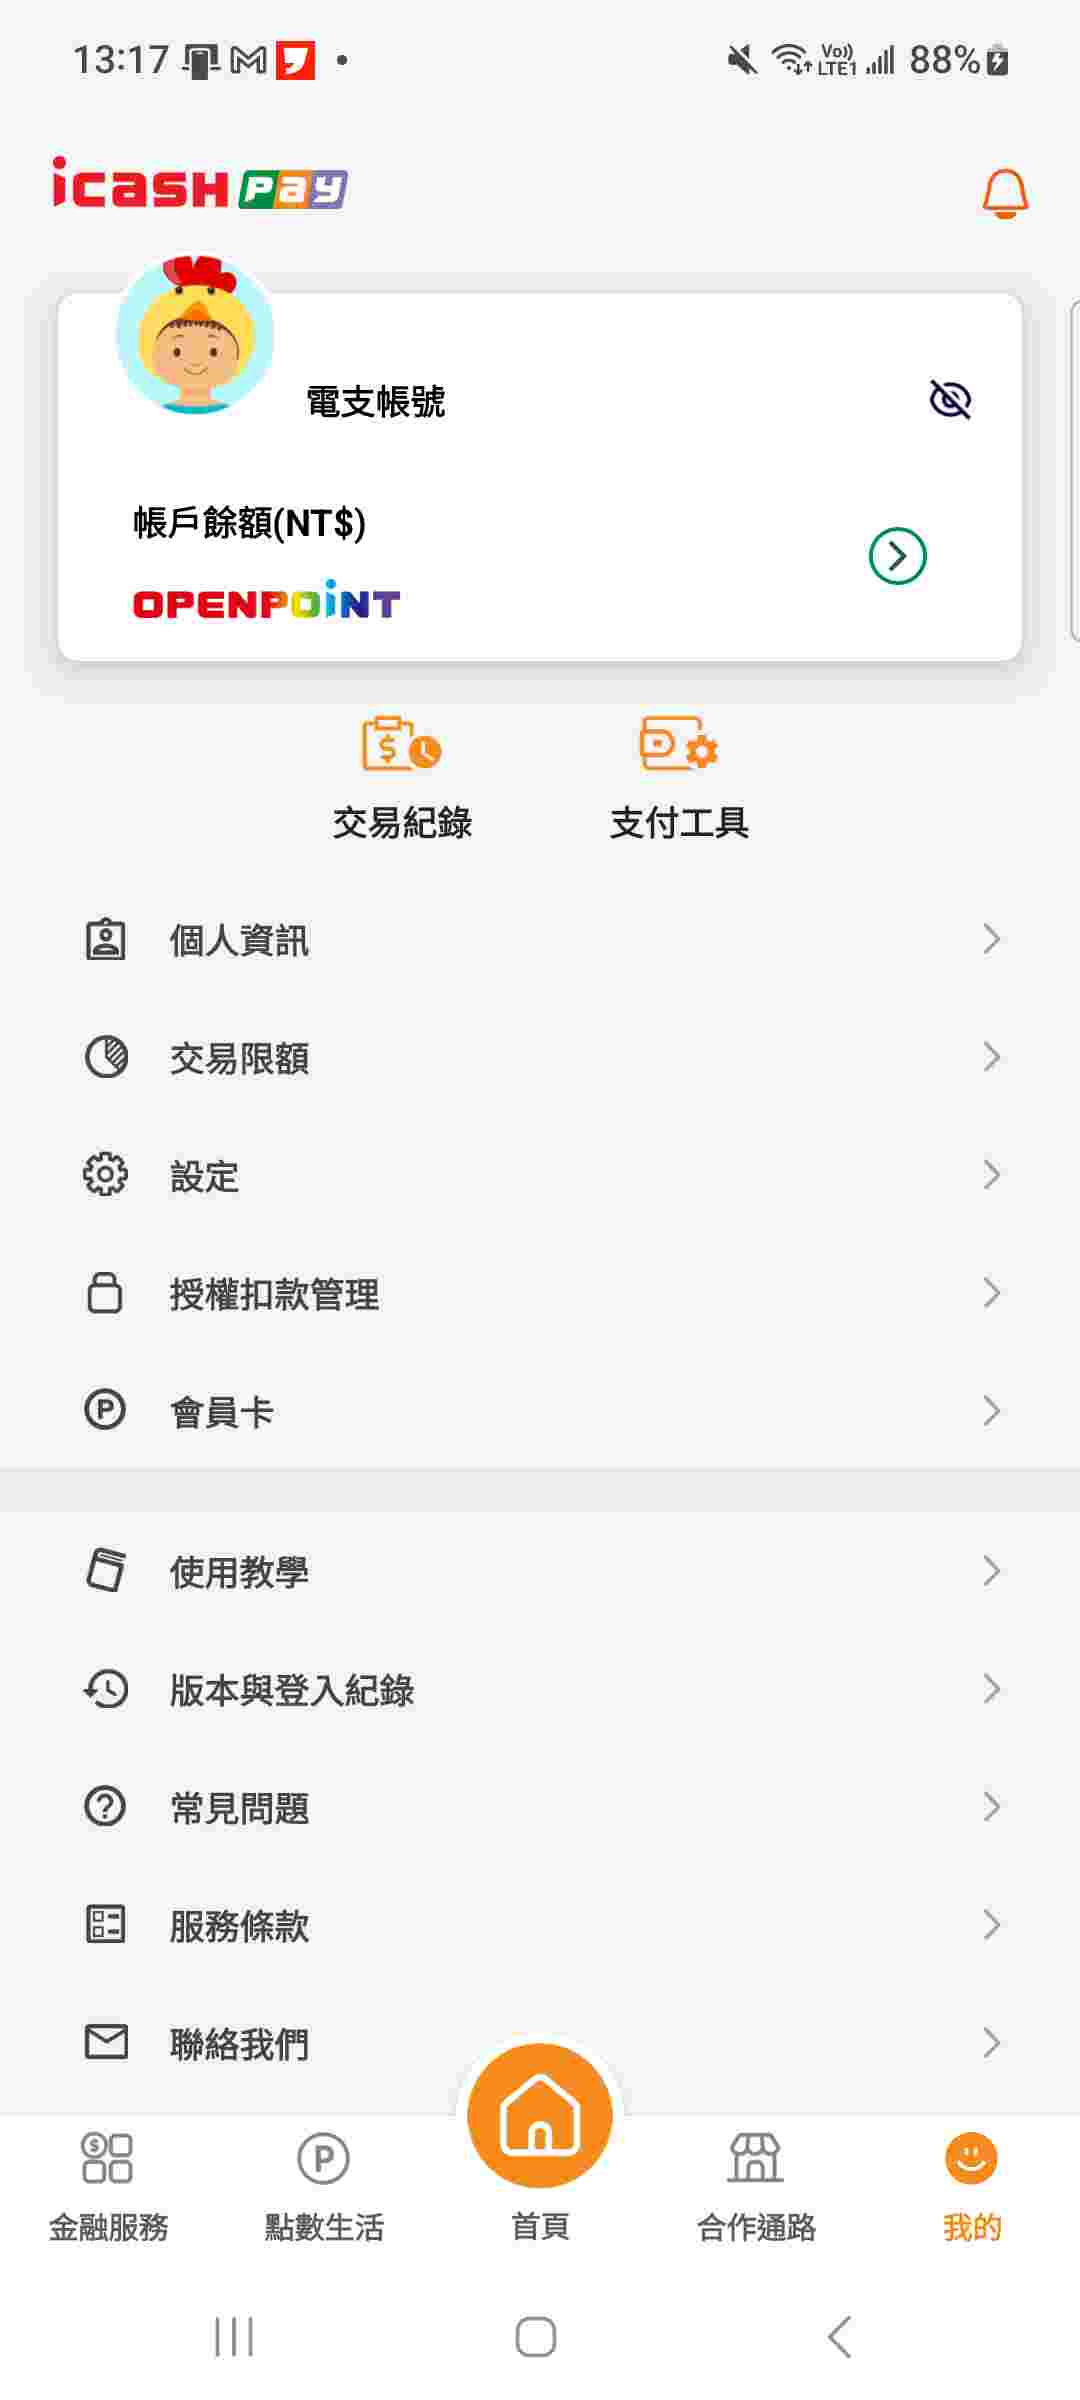 13:17
Vo))
LTE1
88%
icash Pay
電支帳號
帳戶餘額(NT$)
OPENPOINT
交易紀錄
支付工具
個人資訊
交易限額
設定
授權扣款管理
會員卡
使用教學
版本與登入紀錄
常見問題
服務條款
聯絡我們
金融服務
點數生活
首頁
合作通路
我的